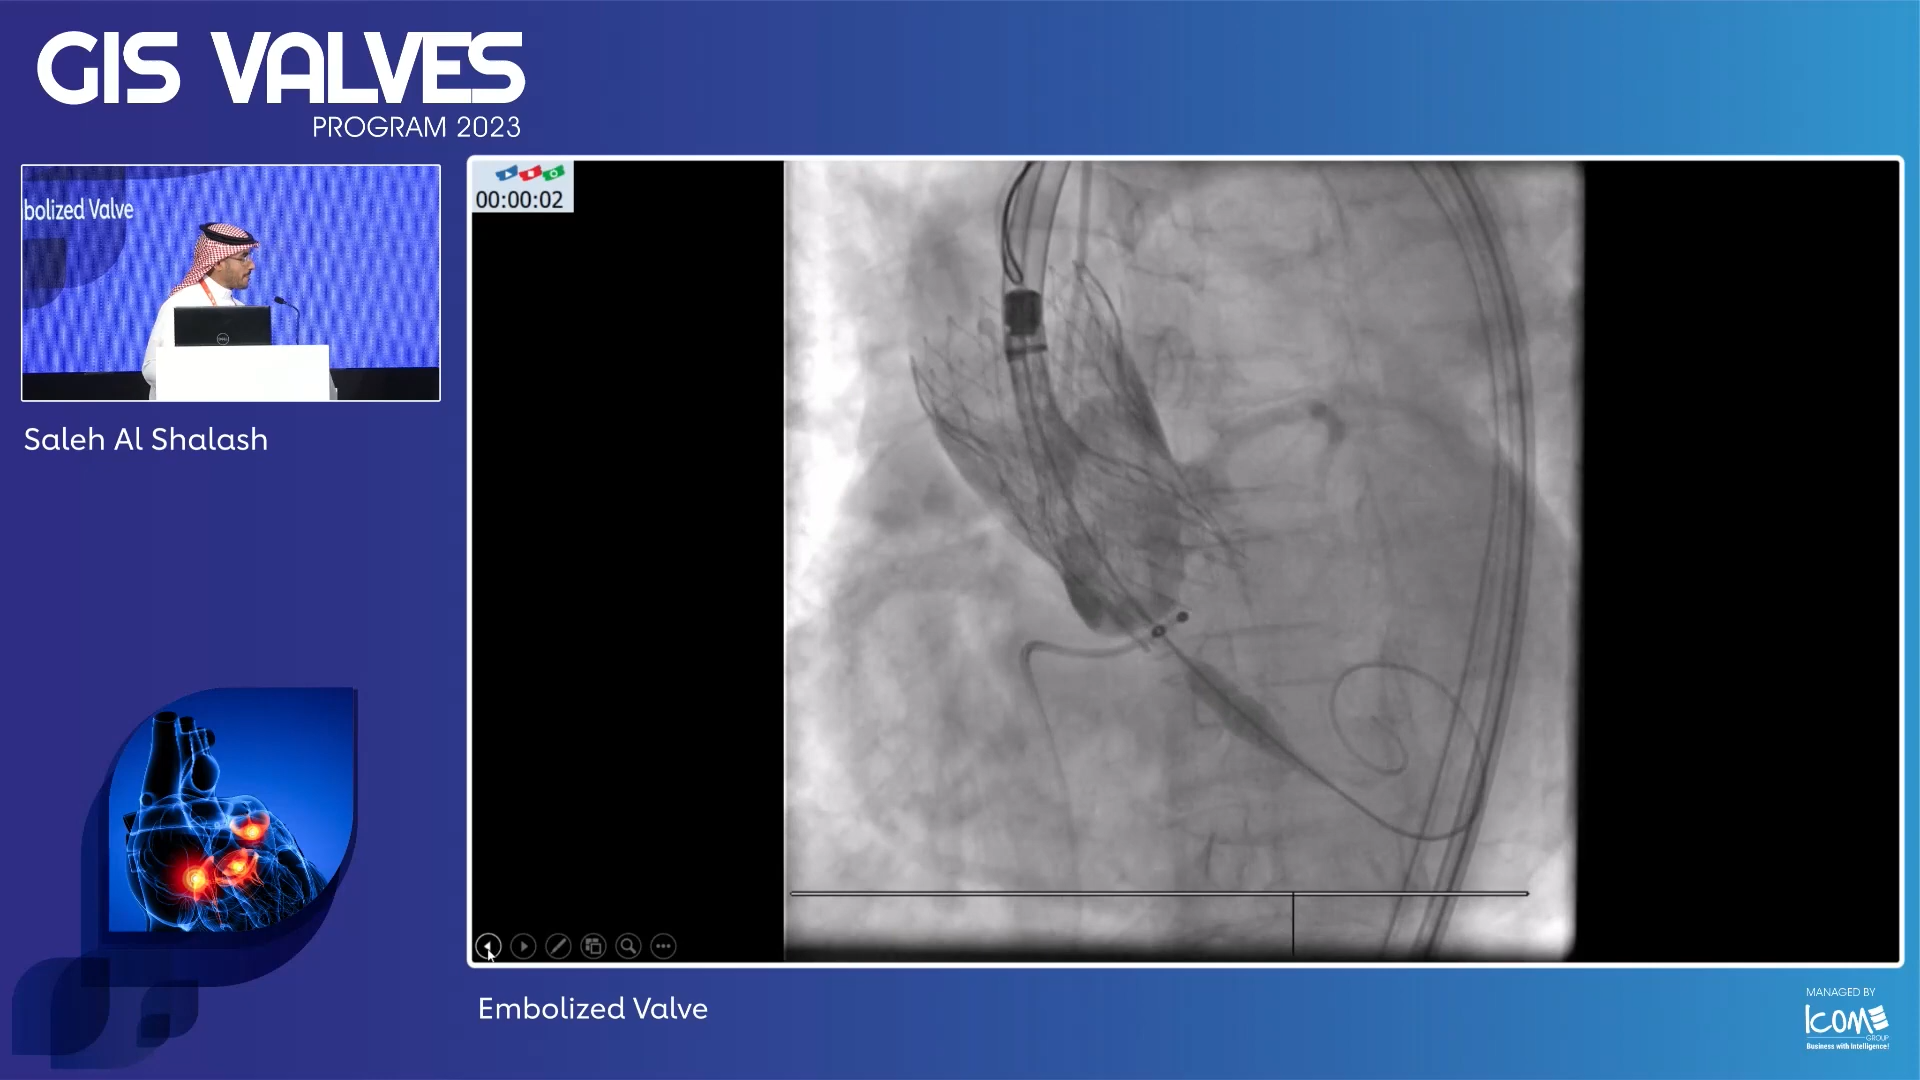 GIS VALVES
PROGRAM 2023
bolized Valve
00:00:02
DELL
Saleh Al Shalash
Embolized Valve
MANAGED BY
ICOM
GROUP
Business with Intelligence!